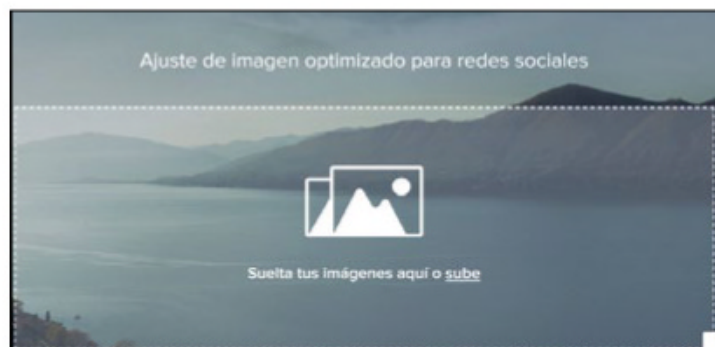 Ajuste de imagen optimizado para redes sociales
Suelta tus imágenes aquí o sube